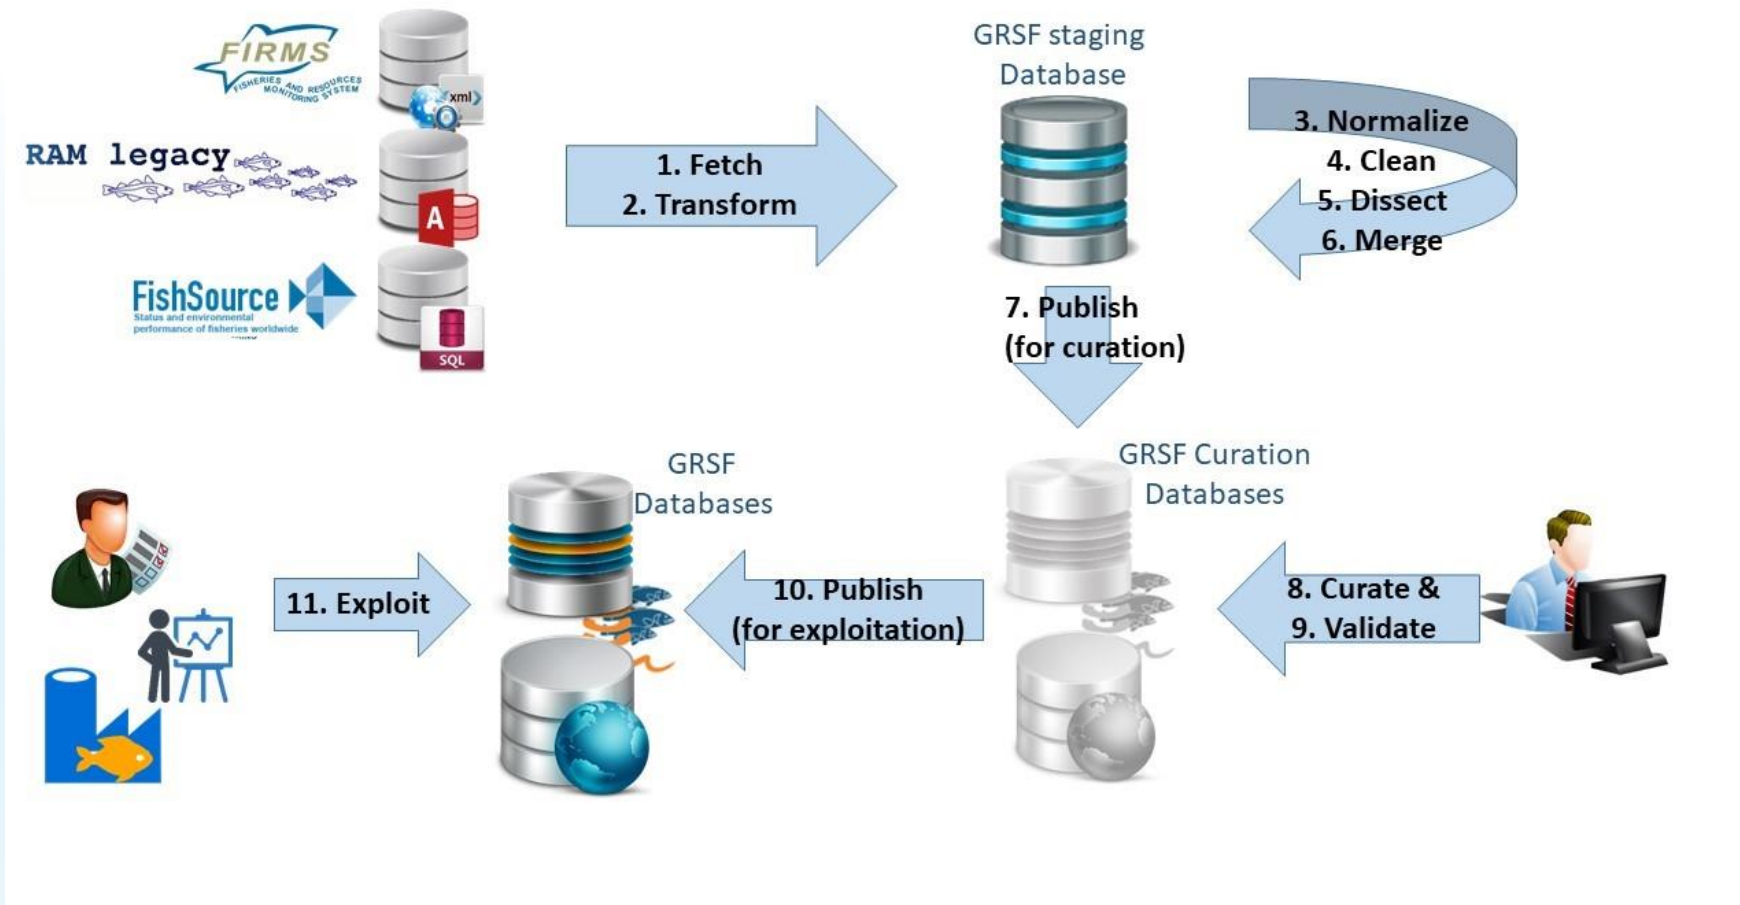 FIRMS
FISHERIES AND RESOURCES
MONITORING SYSTEM
xml
RAM legacy
A
FishSource
Status and environmental
performance of fisheries worldwide
SQL
1. Fetch
2. Transform
GRSF staging
Database
3. Normalize
4. Clean
5. Dissect
6. Merge
7. Publish
(for curation)
GRSF Curation
Databases
8. Curate &
9. Validate
10. Publish
(for exploitation)
GRSF
Databases
11. Exploit